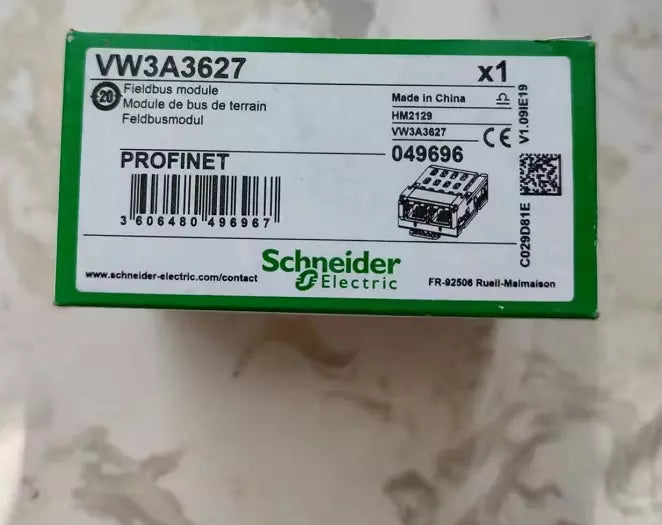 VW3A3627
x1
20
Fieldbus module
Module de bus de terrain
Feldbusmodul
Made in China
HM2129
VW3A3627
CE
049696
PROFINET
3 606480 496967
V1.09IE19
C029D81E
Schneider
Electric
www.schneider-electric.com/contact
FR-92506 Rueil-Malmaison